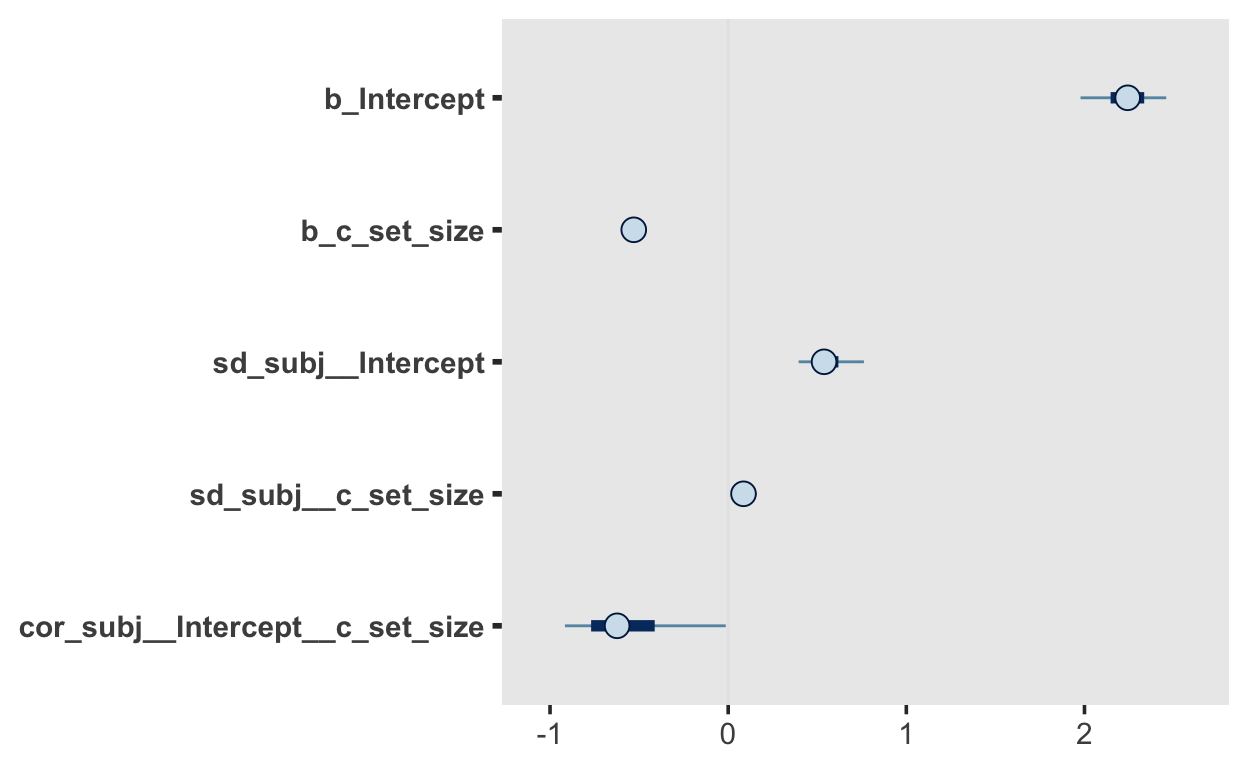 b_Intercept
b_c_set_size
sd_subj__Intercept
sd_subj__c_set_size
cor_subj__Intercept__c_set_size
-1 0 1 2